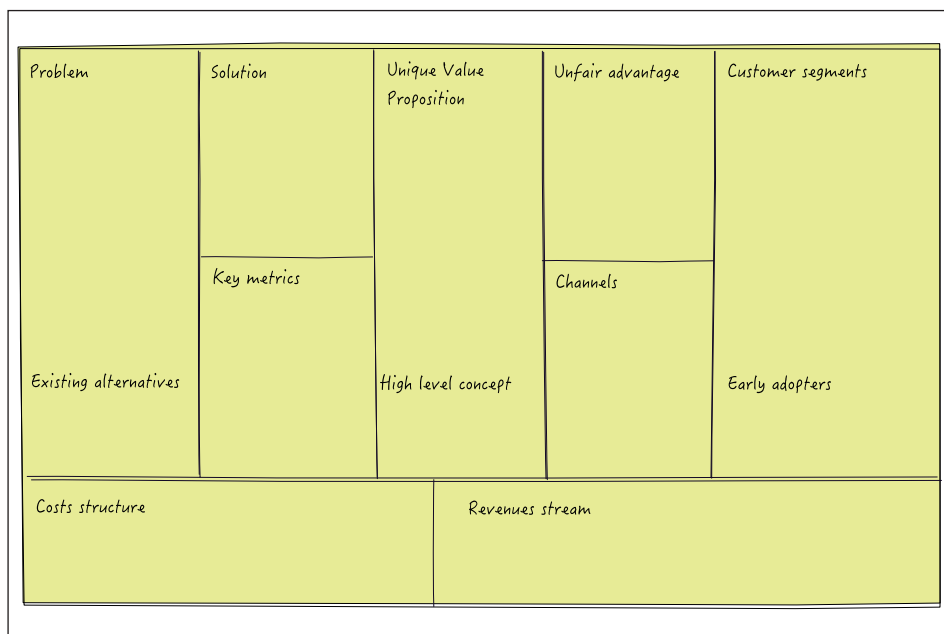 Problem
Existing alternatives
Solution
Key metrics
Unique Value
Proposition
High level concept
Unfair advantage
Channels
Customer segments
Early adopters
Costs structure
Revenues stream